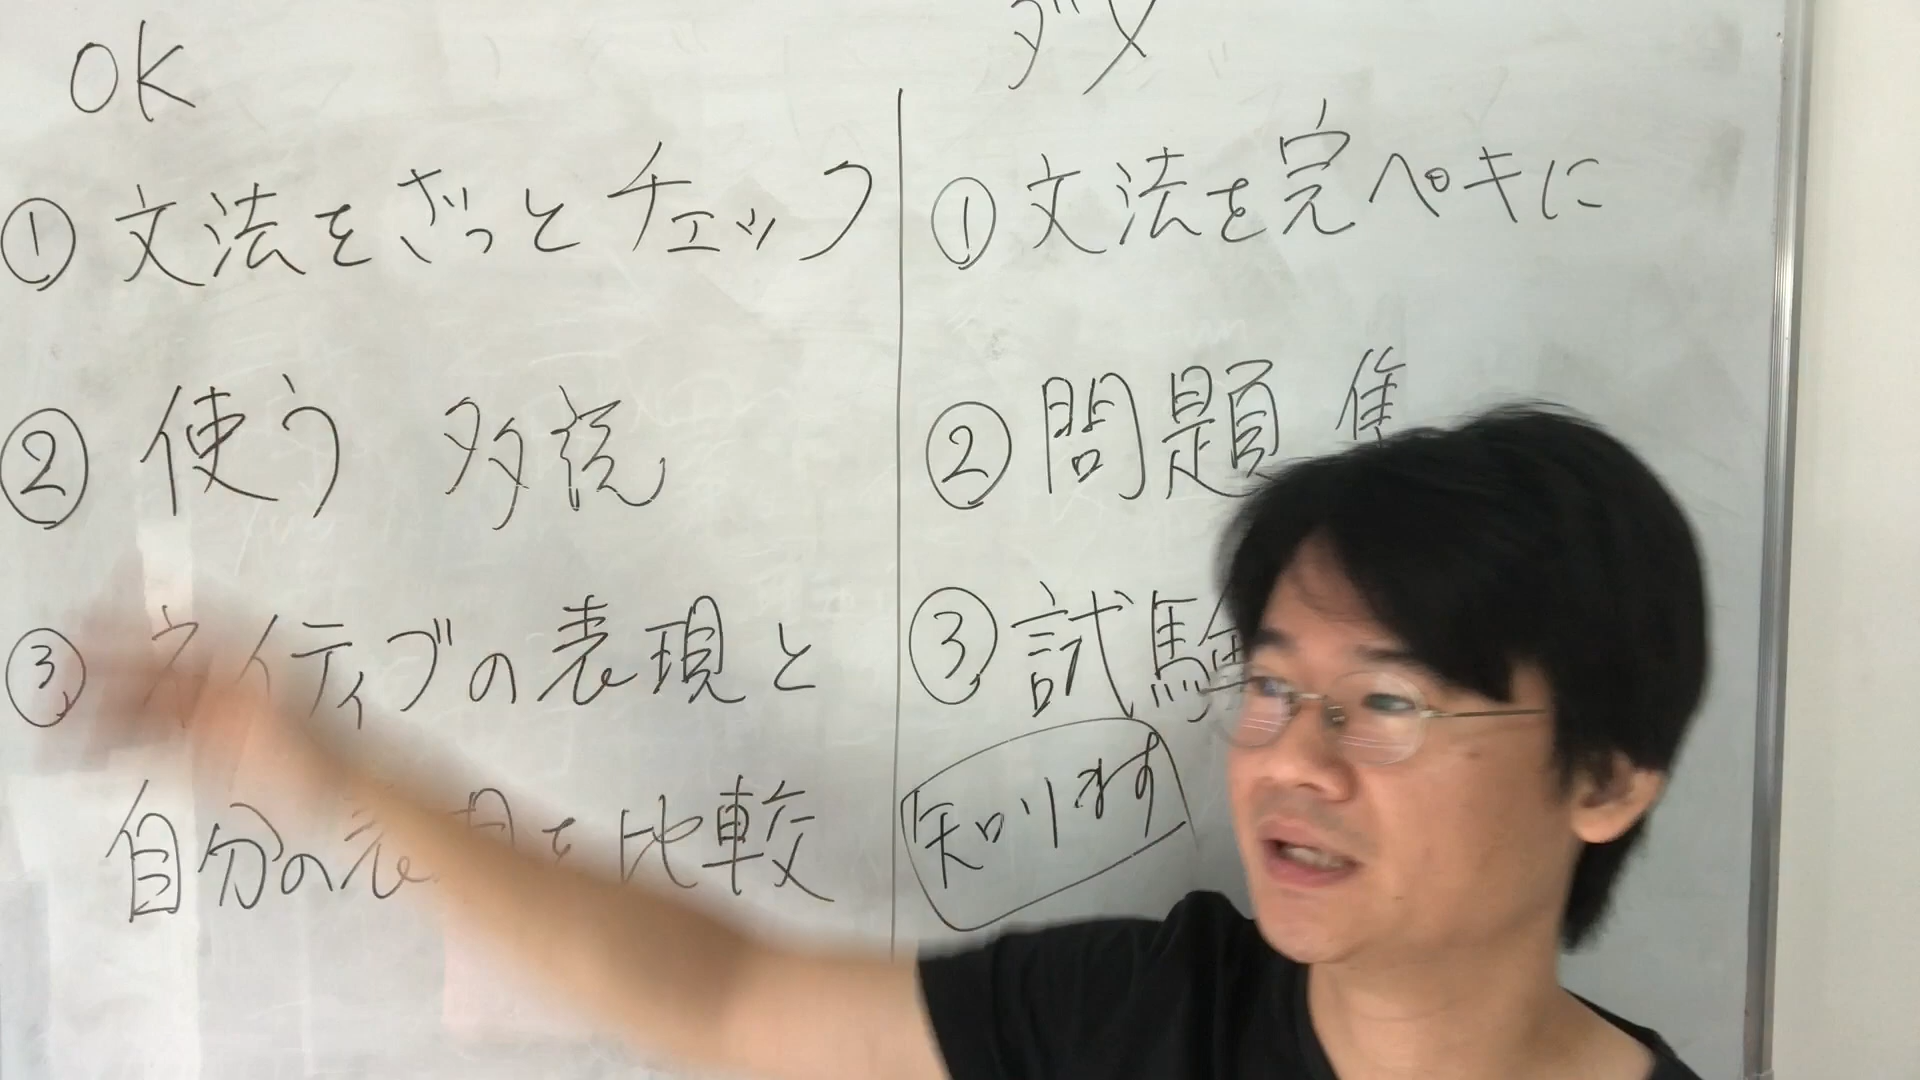 OK
①文法をざっとチェック
②使う 多読
③ネイティブの表現と
自分の表現を比較
ダメ
①文法を完ペキに
②問題集
③試験
知ります